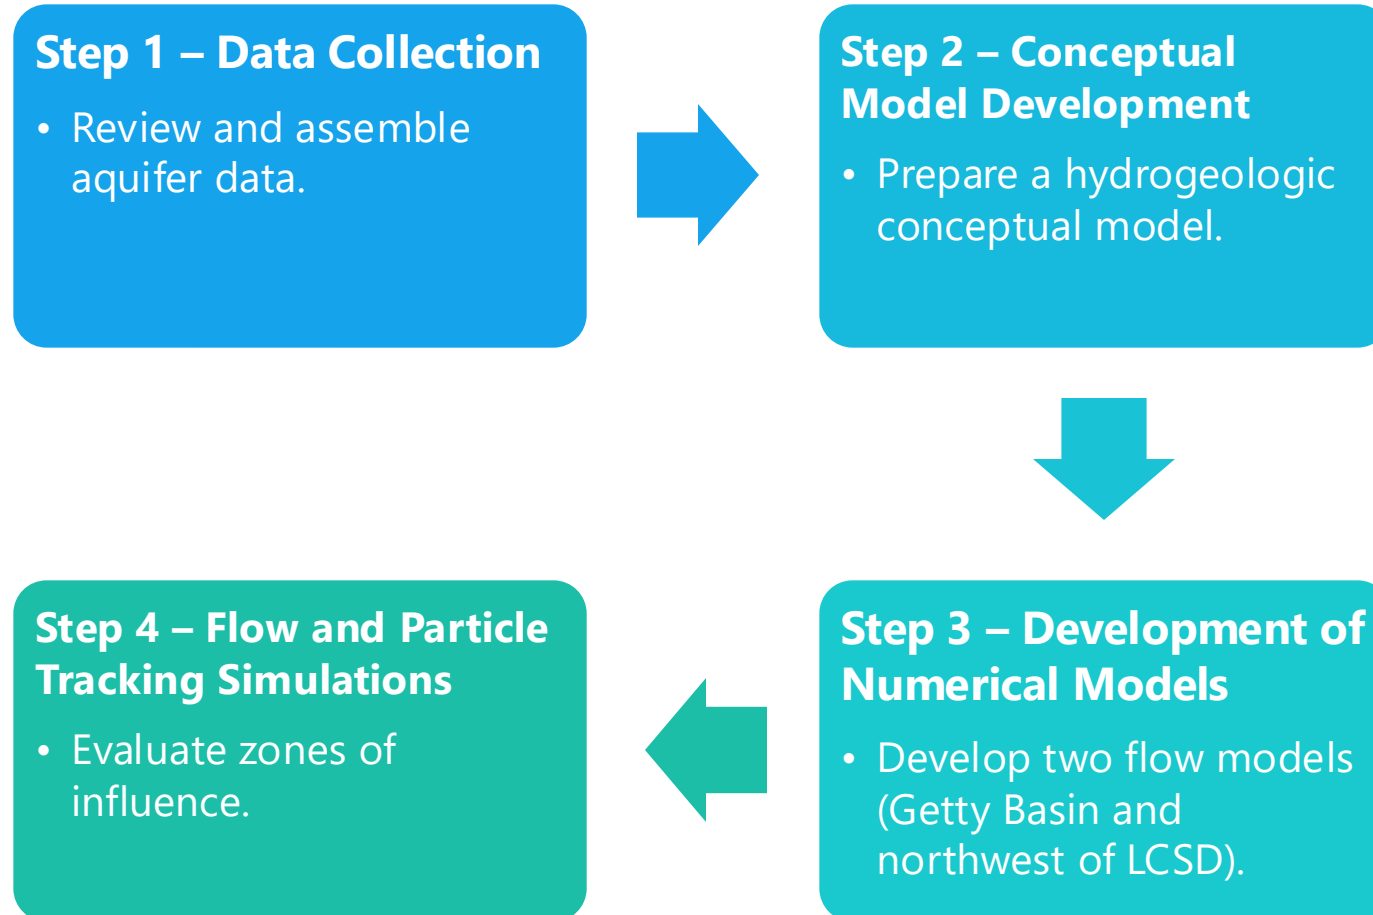 Step 1 – Data Collection
• Review and assemble
aquifer data.
Step 2 – Conceptual
Model Development
• Prepare a hydrogeologic
conceptual model.
Step 3 – Development of
Numerical Models
• Develop two flow models
(Getty Basin and
northwest of LCSD).
Step 4 – Flow and Particle
Tracking Simulations
• Evaluate zones of
influence.